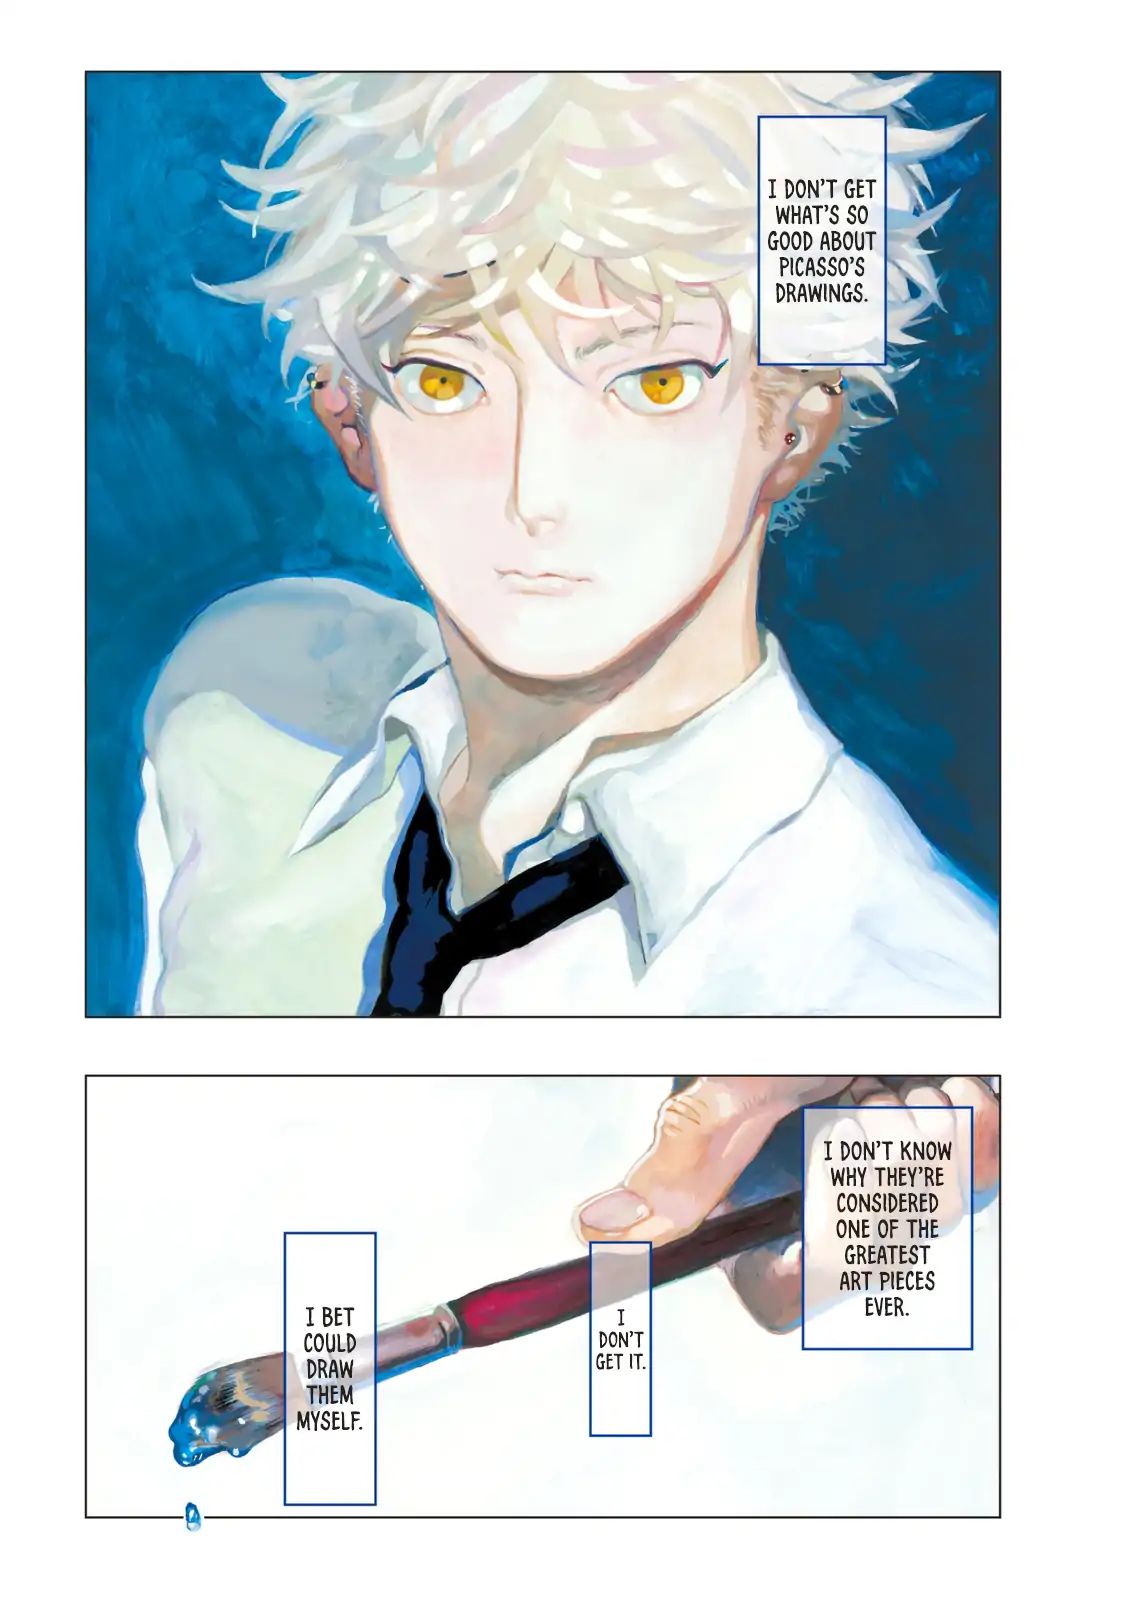 I DON'T GET
WHAT'S SO
GOOD ABOUT
PICASSO'S
DRAWINGS.
I DON'T KNOW
WHY THEY'RE
CONSIDERED
ONE OF THE
GREATEST
ART PIECES
EVER.
I
DON'T
GET IT.
I BET
COULD
DRAW
THEM
MYSELF.